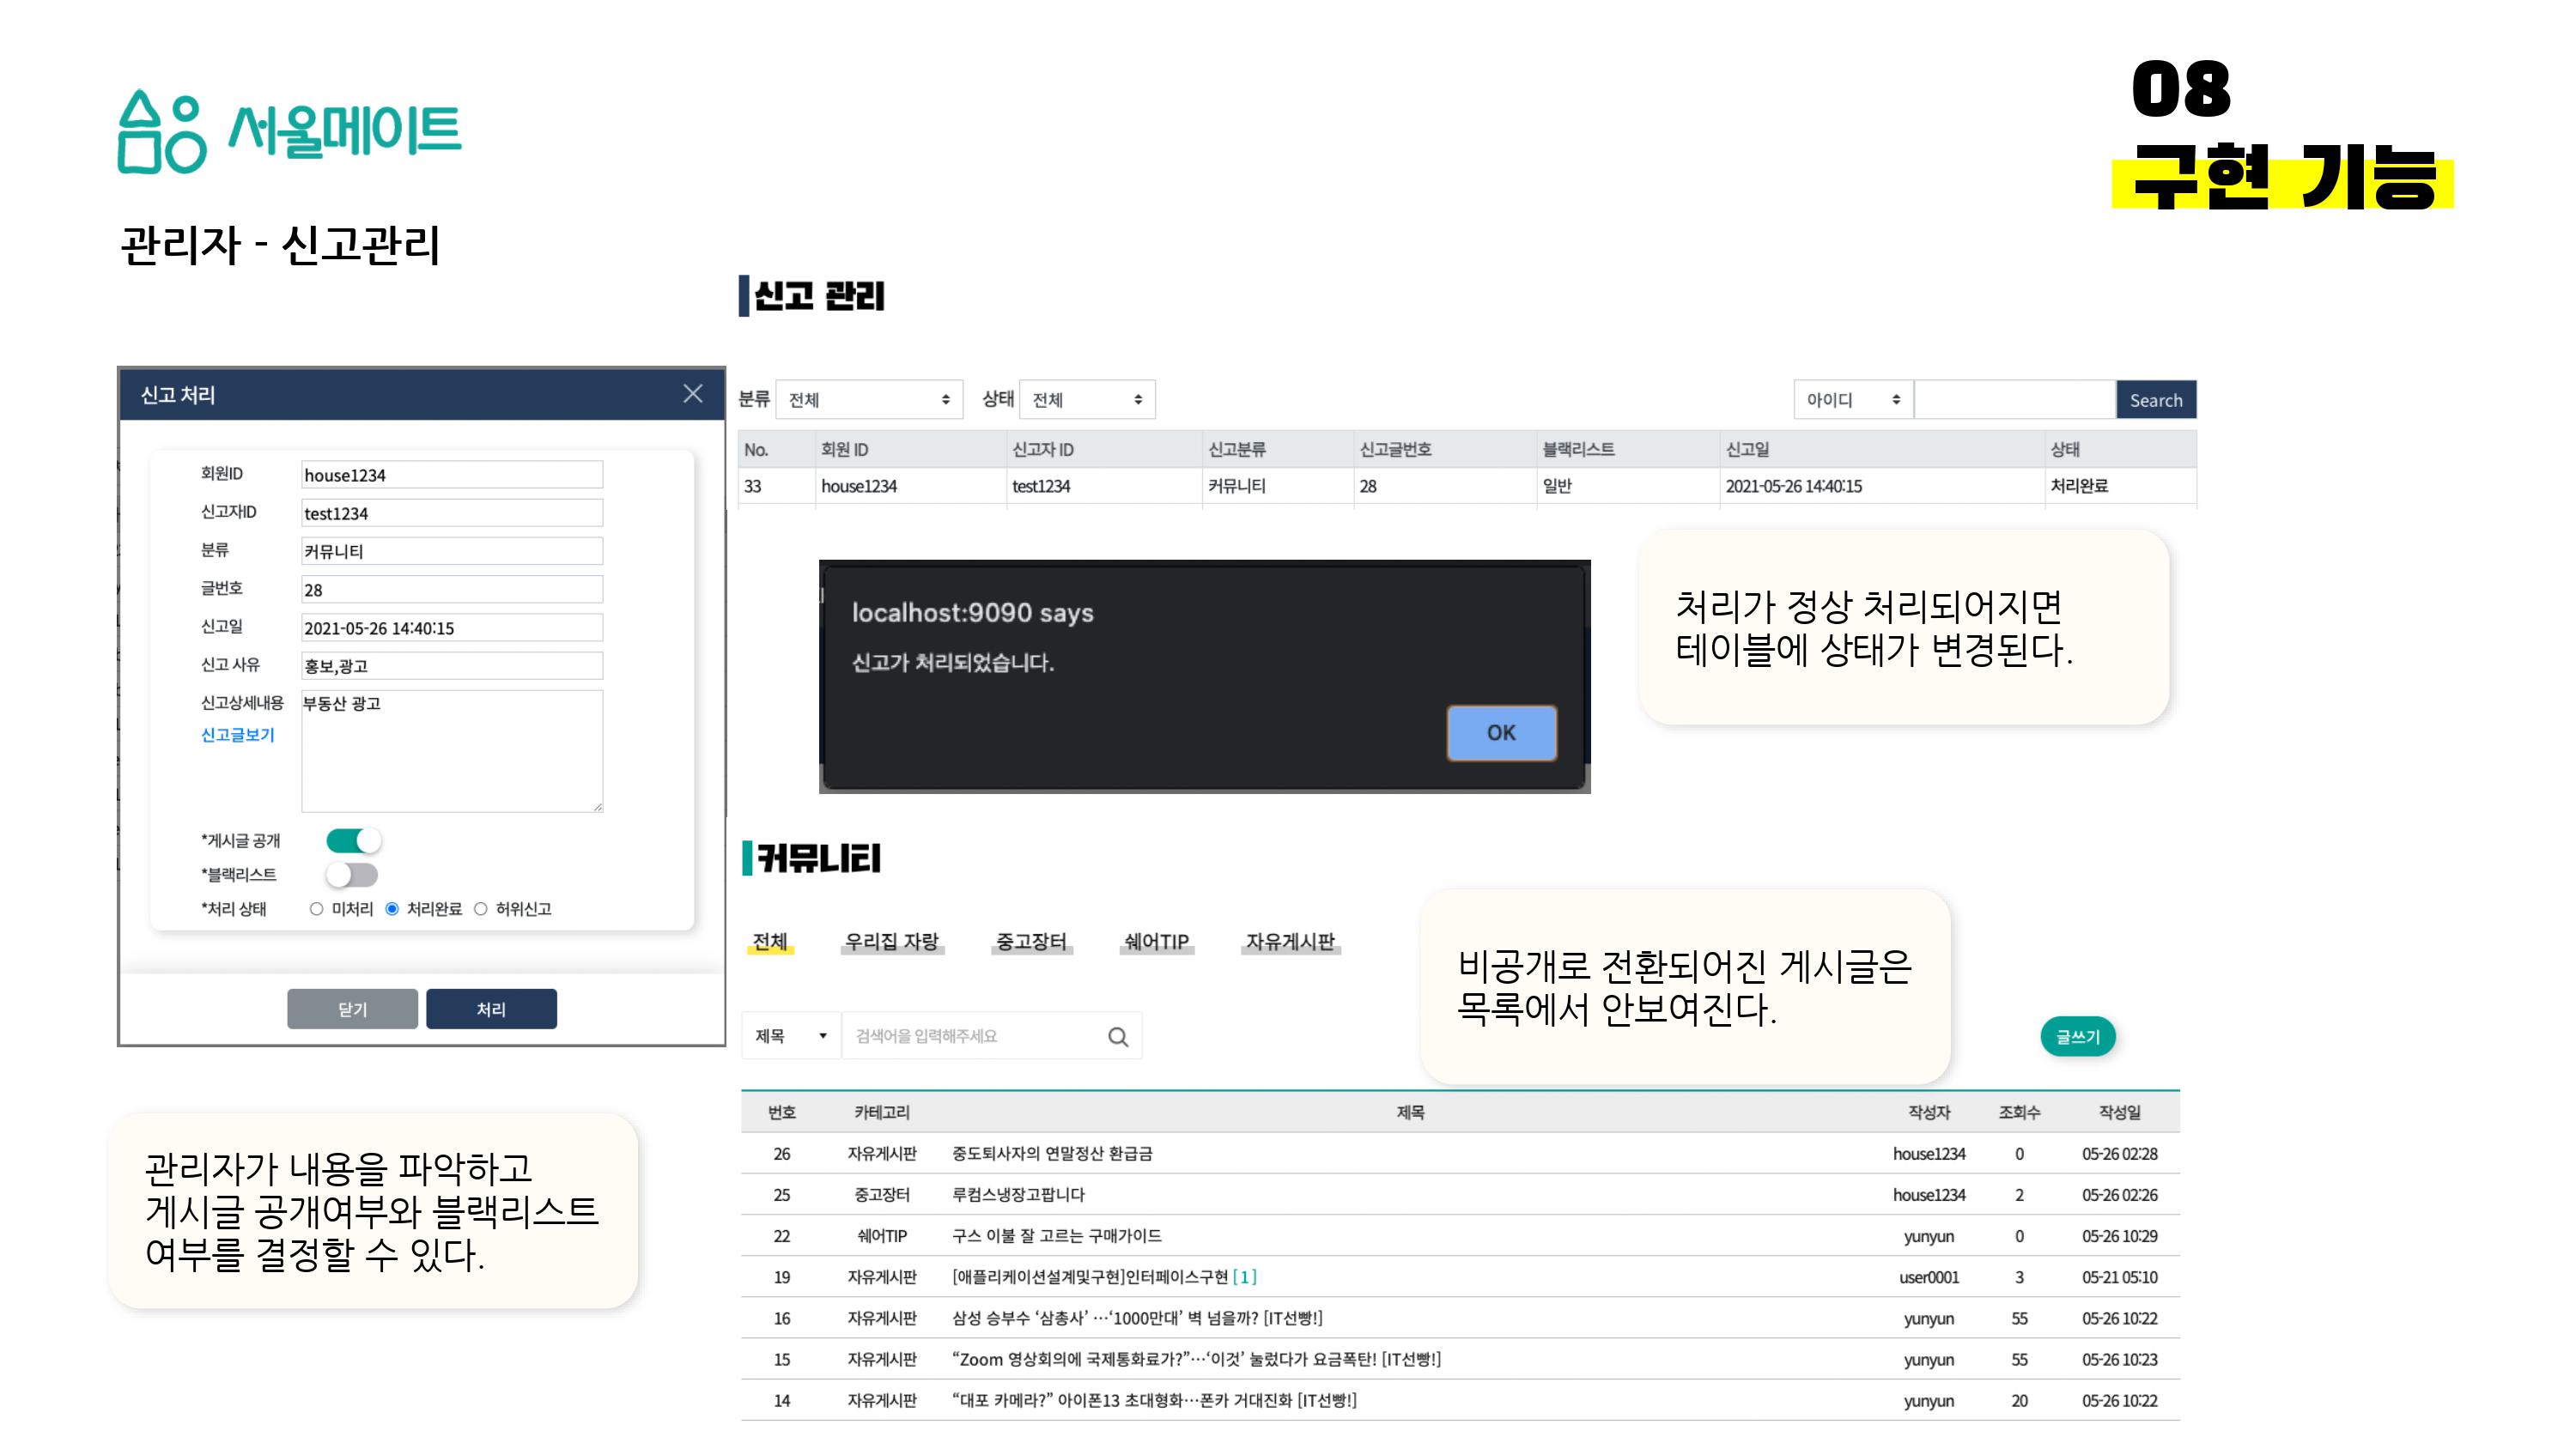 서울메이트
08
구현 기능
관리자 - 신고관리
신고 처리
회원ID house1234
신고자ID test1234
분류 커뮤니티
글번호 28
신고일 2021-05-26 14:40:15
신고 사유 홍보,광고
신고상세내용 부동산 광고
신고글보기
*게시글 공개
*블랙리스트
*처리 상태 미처리 처리완료 허위신고
닫기 처리
관리자가 내용을 파악하고
게시글 공개여부와 블랙리스트
여부를 결정할 수 있다.
신고 관리
분류 전체 상태 전체 아이디 Search
No. 회원 ID 신고자 ID 신고분류 신고글번호 블랙리스트 신고일 상태
33 house1234 test1234 커뮤니티 28 일반 2021-05-26 14:40:15 처리완료
localhost:9090 says
신고가 처리되었습니다.
OK
처리가 정상 처리되어지면
테이블에 상태가 변경된다.
커뮤니티
전체 우리집 자랑 중고장터 쉐어TIP 자유게시판
비공개로 전환되어진 게시글은
목록에서 안보여진다.
제목 검색어을 입력해주세요 글쓰기
번호 카테고리 제목 작성자 조회수 작성일
26 자유게시판 중도퇴사자의 연말정산 환급금 house1234 0 05-26 02:28
25 중고장터 루컴스냉장고팝니다 house1234 2 05-26 02:26
22 쉐어TIP 구스 이불 잘 고르는 구매가이드 yunyun 0 05-26 10:29
19 자유게시판 [애플리케이션설계및구현]인터페이스구현 [ 1 ] user0001 3 05-21 05:10
16 자유게시판 삼성 승부수 ‘삼총사’ …‘1000만대’ 벽 넘을까? [IT선빵!] yunyun 55 05-26 10:22
15 자유게시판 “Zoom 영상회의에 국제통화료가?”…‘이것’ 눌렀다가 요금폭탄! [IT선빵!] yunyun 55 05-26 10:23
14 자유게시판 “대포 카메라?” 아이폰13 초대형화…폰카 거대진화 [IT선빵!] yunyun 20 05-26 10:22